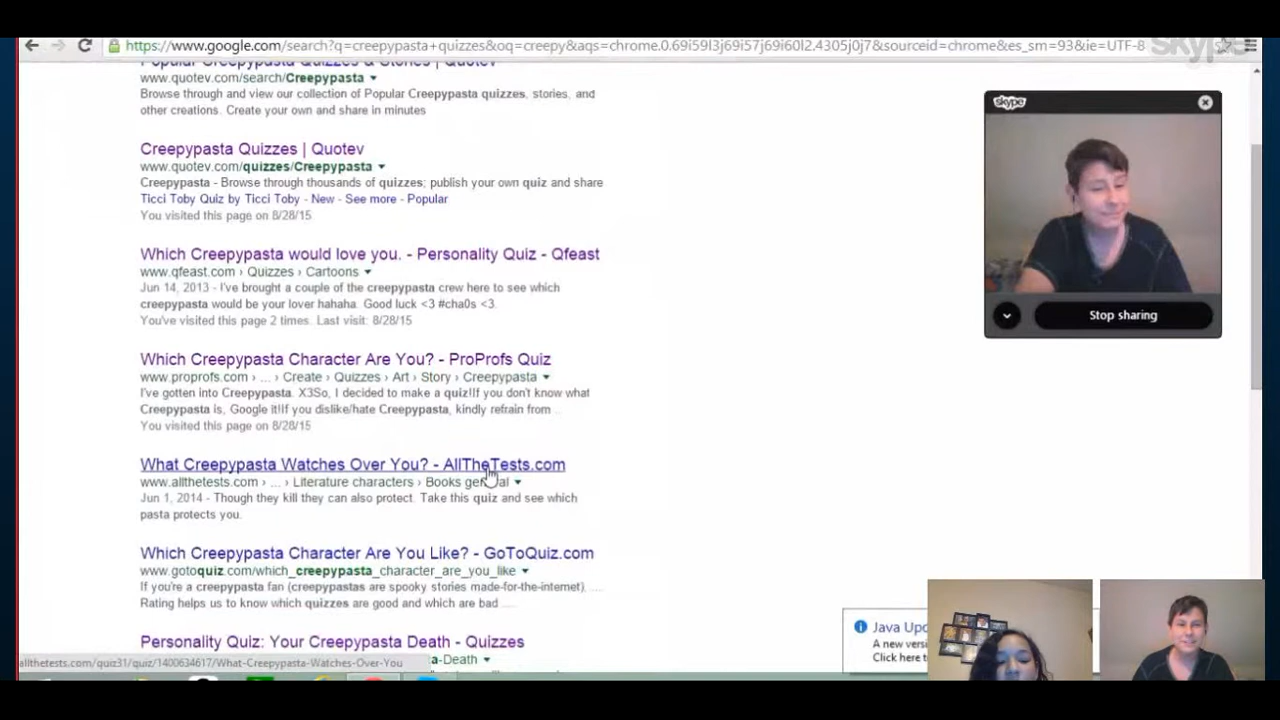 https://www.google.com/search?q=creepypasta+quizzes&oq=creepy&aqs=chrome.0.69i59l3j69i57j69i60l2.4305j0j7&sourceid=chrome&es_sm=93&ie=UTF-8
skype
Popular Creepypasta Quizzes & Stories | Quotev
www.quotev.com/search/Creepypasta
Browse through and view our collection of Popular Creepypasta quizzes, stories, and
other creations. Create your own and share in minutes
Creepypasta Quizzes | Quotev
www.quotev.com/quizzes/Creepypasta
Creepypasta - Browse through thousands of quizzes; publish your own quiz and share
Ticci Toby Quiz by Ticci Toby - New - See more - Popular
You visited this page on 8/28/15
Which Creepypasta would love you. - Personality Quiz - Qfeast
www.qfeast.com › Quizzes › Cartoons
Jun 14, 2013 - I've brought a couple of the creepypasta crew here to see which
creepypasta would be your lover hahaha. Good luck <3 #cha0s <3.
You've visited this page 2 times. Last visit: 8/28/15
Which Creepypasta Character Are You? - ProProfs Quiz
www.proprofs.com › ... › Create › Quizzes › Art › Story › Creepypasta
I've gotten into Creepypasta. X3So, I decided to make a quiz!If you don't know what
Creepypasta is, Google it!If you dislike/hate Creepypasta, kindly refrain from ...
You visited this page on 8/28/15
What Creepypasta Watches Over You? - AllTheTests.com
www.allthetests.com › ... › Literature characters › Books general
Jun 1, 2014 - Though they kill they can also protect. Take this quiz and see which
pasta protects you.
Which Creepypasta Character Are You Like? - GoToQuiz.com
www.gotoquiz.com/which_creepypasta_character_are_you_like
If you're a creepypasta fan (creepypastas are spooky stories made-for-the-internet). ...
Rating helps us to know which quizzes are good and which are bad ...
Personality Quiz: Your Creepypasta Death - Quizzes
a-Death
allthetests.com/quiz31/quiz/1400634617/What-Creepypasta-Watches-Over-You
skype
Stop sharing
Java Upd
A new versi
Click here t